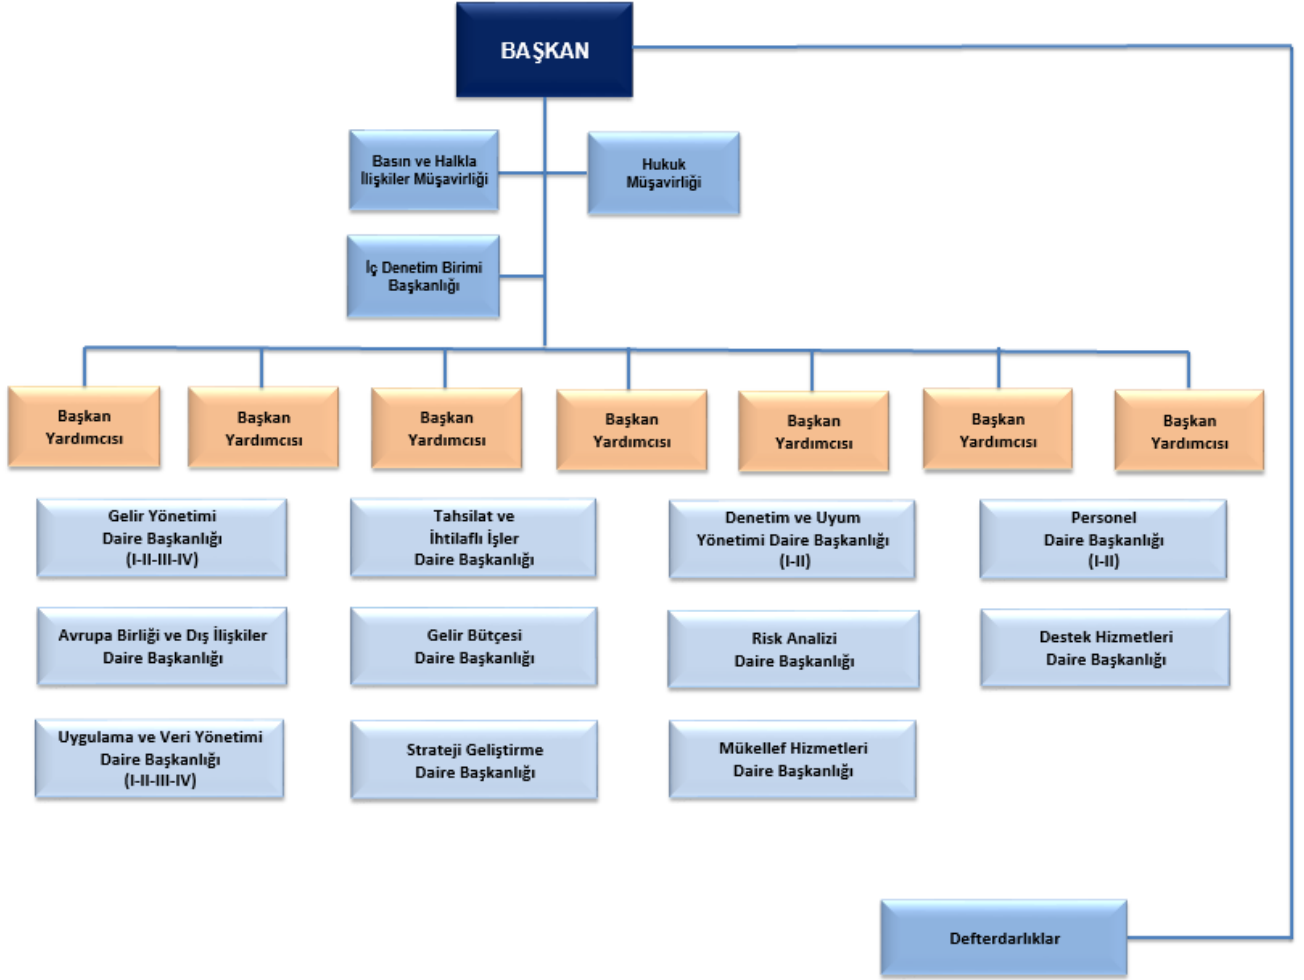 BAŞKAN
Basın ve Halkla
İlişkiler Müşavirliği
Hukuk
Müşavirliği
İç Denetim Birimi
Başkanlığı
Başkan
Yardımcısı
Başkan
Yardımcısı
Başkan
Yardımcısı
Başkan
Yardımcısı
Başkan
Yardımcısı
Başkan
Yardımcısı
Başkan
Yardımcısı
Gelir Yönetimi
Daire Başkanlığı
(I-II-III-IV)
Tahsilat ve
İhtilaflı İşler
Daire Başkanlığı
Denetim ve Uyum
Yönetimi Daire Başkanlığı
(I-II)
Personel
Daire Başkanlığı
(I-II)
Avrupa Birliği ve Dış İlişkiler
Daire Başkanlığı
Gelir Bütçesi
Daire Başkanlığı
Risk Analizi
Daire Başkanlığı
Destek Hizmetleri
Daire Başkanlığı
Uygulama ve Veri Yönetimi
Daire Başkanlığı
(I-II-III-IV)
Strateji Geliştirme
Daire Başkanlığı
Mükellef Hizmetleri
Daire Başkanlığı
Defterdarlıklar